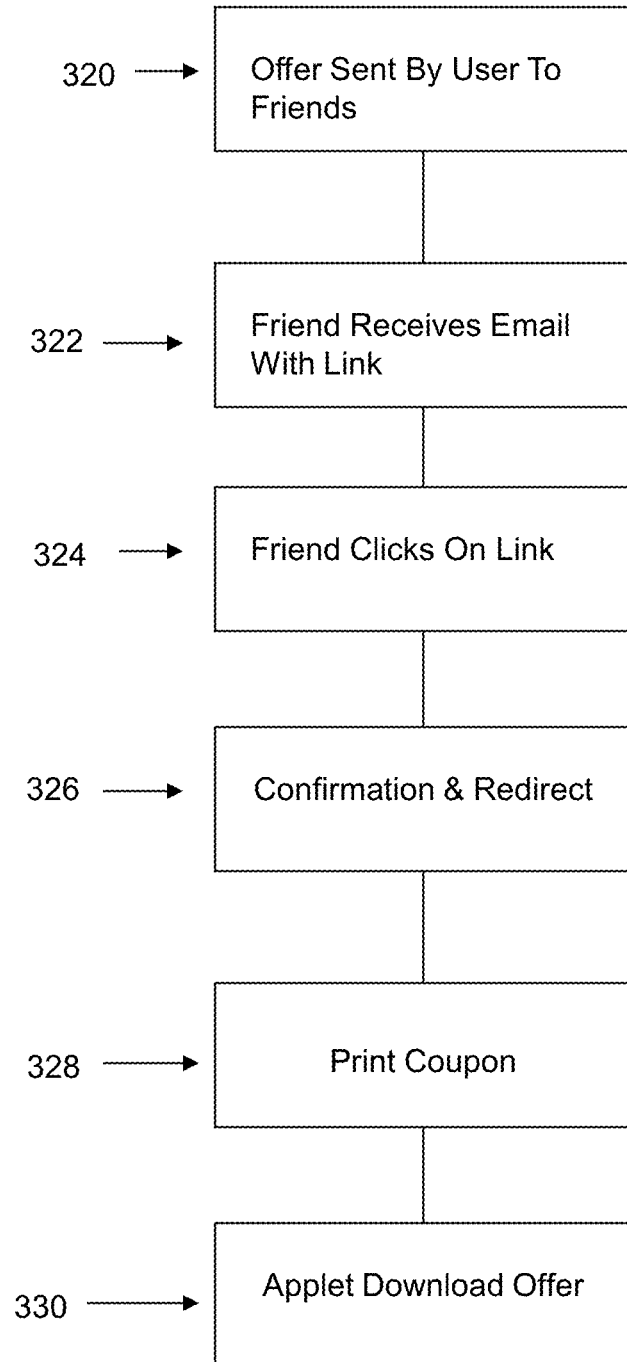 320
Offer Sent By User To
Friends
322
Friend Receives Email
With Link
324
Friend Clicks On Link
326
Confirmation & Redirect
328
Print Coupon
330
Applet Download Offer